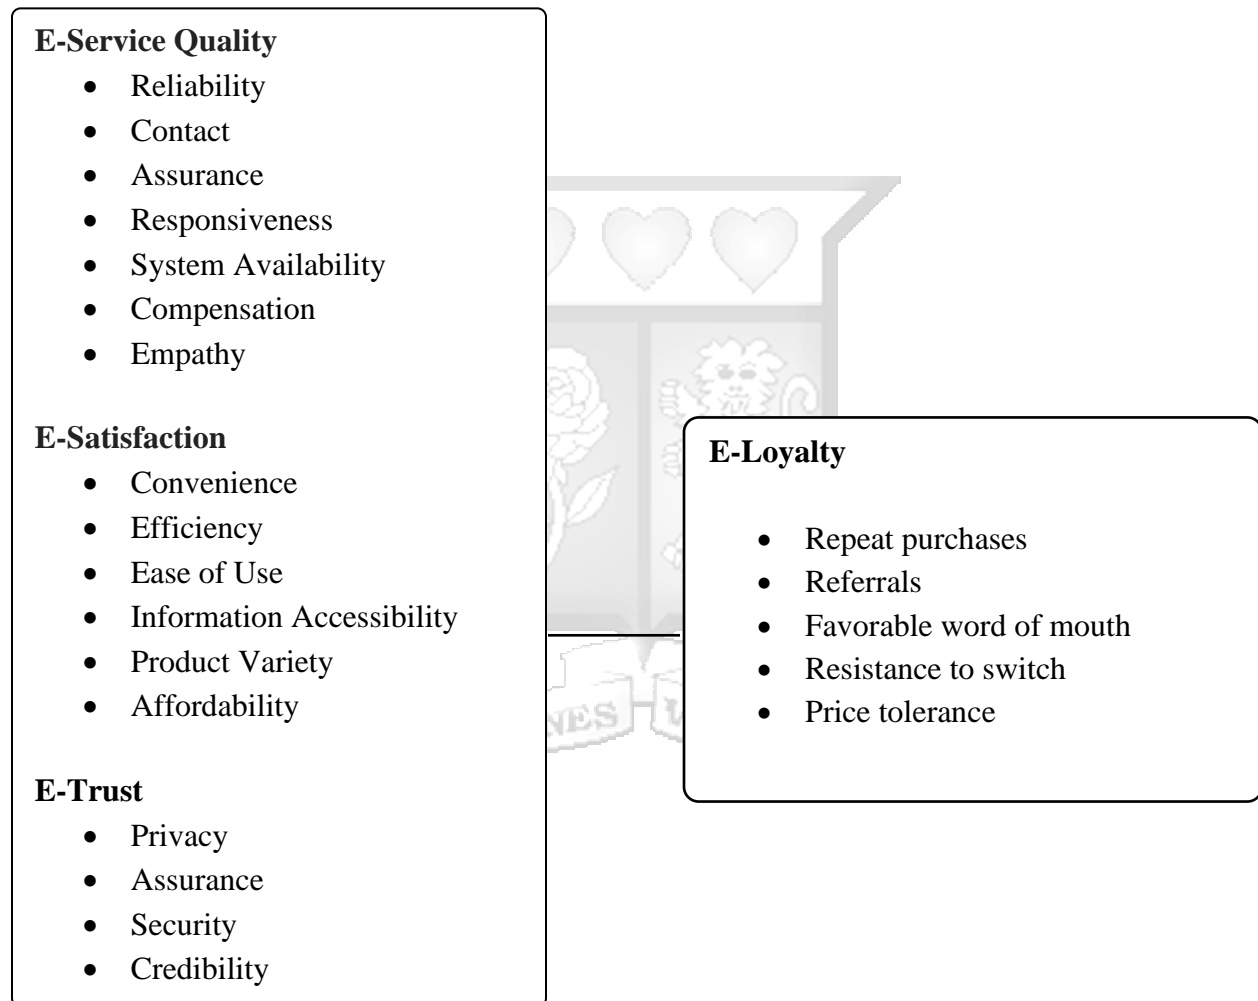 E-Service Quality
• Reliability
• Contact
• Assurance
• Responsiveness
• System Availability
• Compensation
• Empathy
E-Satisfaction
• Convenience
• Efficiency
• Ease of Use
• Information Accessibility
• Product Variety
• Affordability
E-Trust
• Privacy
• Assurance
• Security
• Credibility
E-Loyalty
• Repeat purchases
• Referrals
• Favorable word of mouth
• Resistance to switch
• Price tolerance